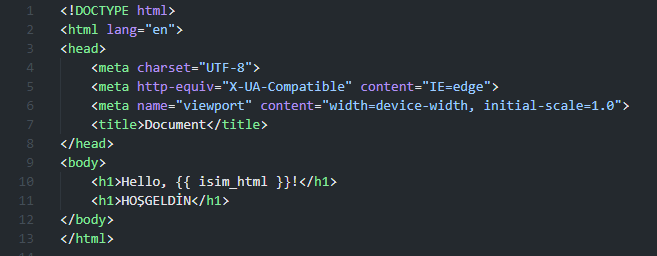 1 <!DOCTYPE html>
2 <html lang="en">
3 <head>
4 <meta charset="UTF-8">
5 <meta http-equiv="X-UA-Compatible" content="IE=edge">
6 <meta name="viewport" content="width=device-width, initial-scale=1.0">
7 <title>Document</title>
8 </head>
9 <body>
10 <h1>Hello, {{ isim_html }}!</h1>
11 <h1>HOŞGELDİN</h1>
12 </body>
13 </html>
14